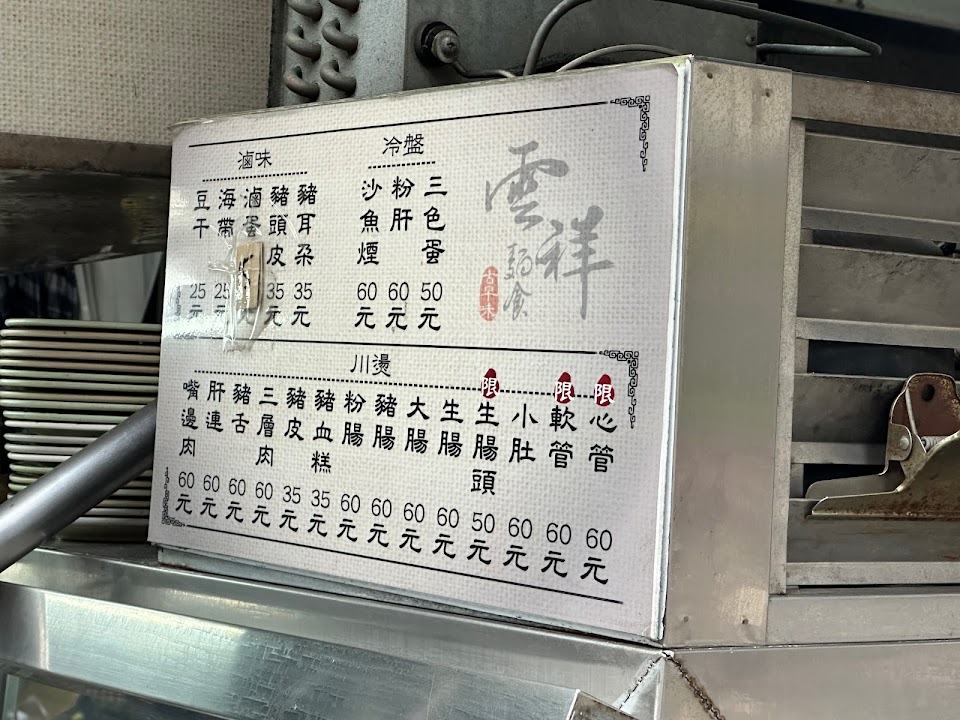 雲祥
麵食
古早味
冷盤
三色蛋 50元
粉肝 60元
沙魚煙 60元
滷味
豬耳朵 35元
豬頭皮 35元
滷蛋
海帶 25元
豆干 25元
川燙
限 心管 60元
限 軟管 60元
小肚 60元
限 生腸頭 50元
生腸 60元
大腸 60元
豬腸 60元
粉腸 60元
豬血糕 35元
豬皮 35元
三層肉 60元
豬舌 60元
肝連 60元
嘴邊肉 60元